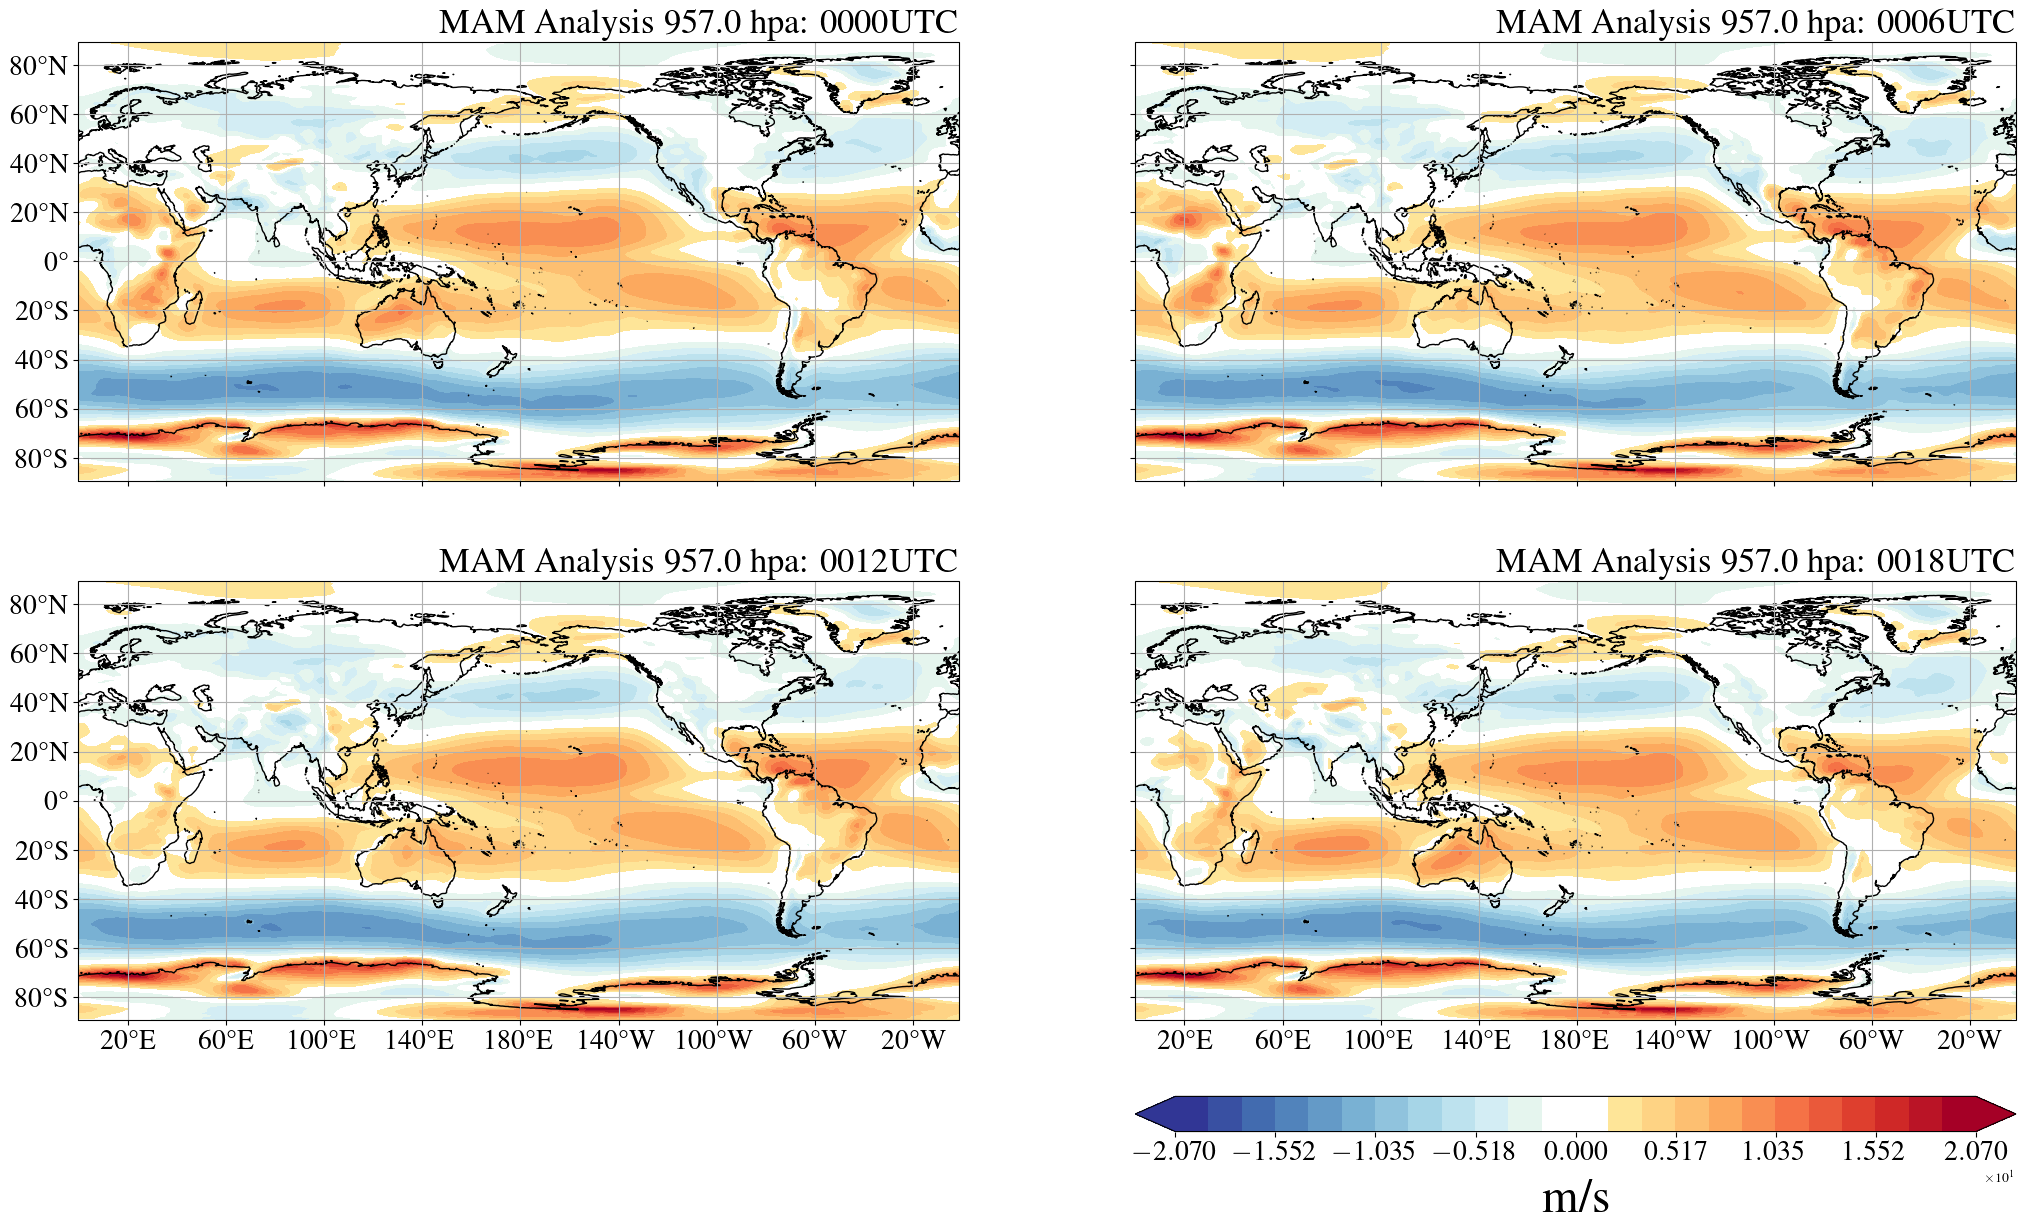 MAM Analysis 957.0 hpa: 0000UTC
MAM Analysis 957.0 hpa: 0006UTC
80°N
60°N
40°N
20°N
0°
20°S
40°S
60°S
80°S
MAM Analysis 957.0 hpa: 0012UTC
MAM Analysis 957.0 hpa: 0018UTC
80°N
60°N
40°N
20°N
0°
20°S
40°S
60°S
80°S
20°E 60°E 100°E 140°E 180°E 140°W 100°W 60°W 20°W
20°E 60°E 100°E 140°E 180°E 140°W 100°W 60°W 20°W
−2.070 −1.552 −1.035 −0.518 0.000 0.517 1.035 1.552 2.070
×10¹
m/s